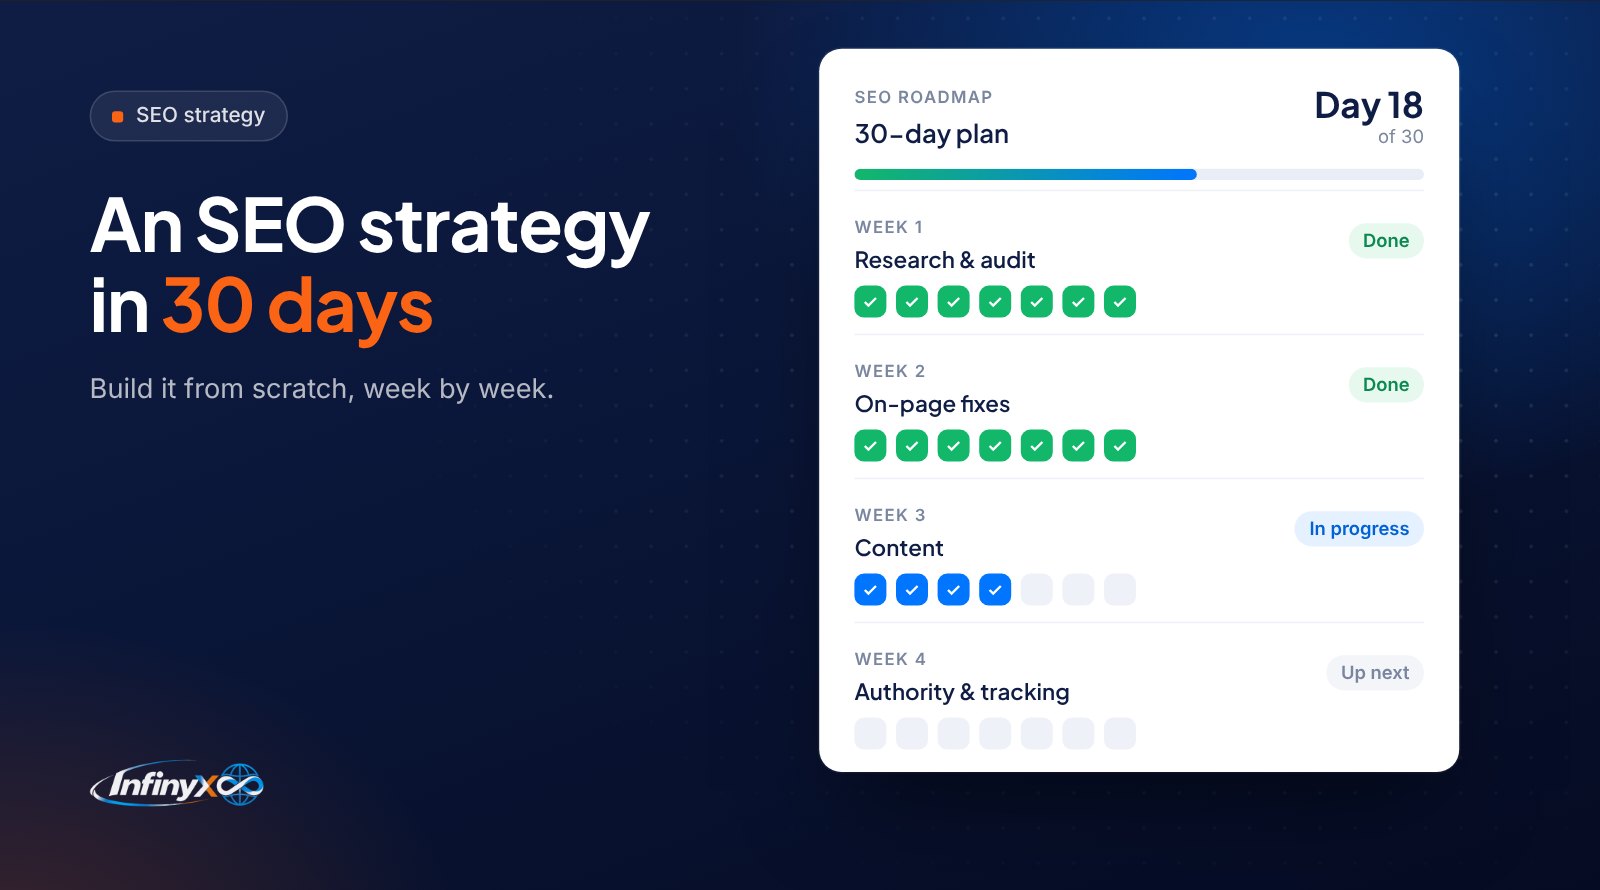 SEO strategy
An SEO strategy
in 30 days
Build it from scratch, week by week.
InfinyX
SEO ROADMAP
30-day plan
Day 18
of 30
WEEK 1
Research & audit
Done
WEEK 2
On-page fixes
Done
WEEK 3
Content
In progress
WEEK 4
Authority & tracking
Up next